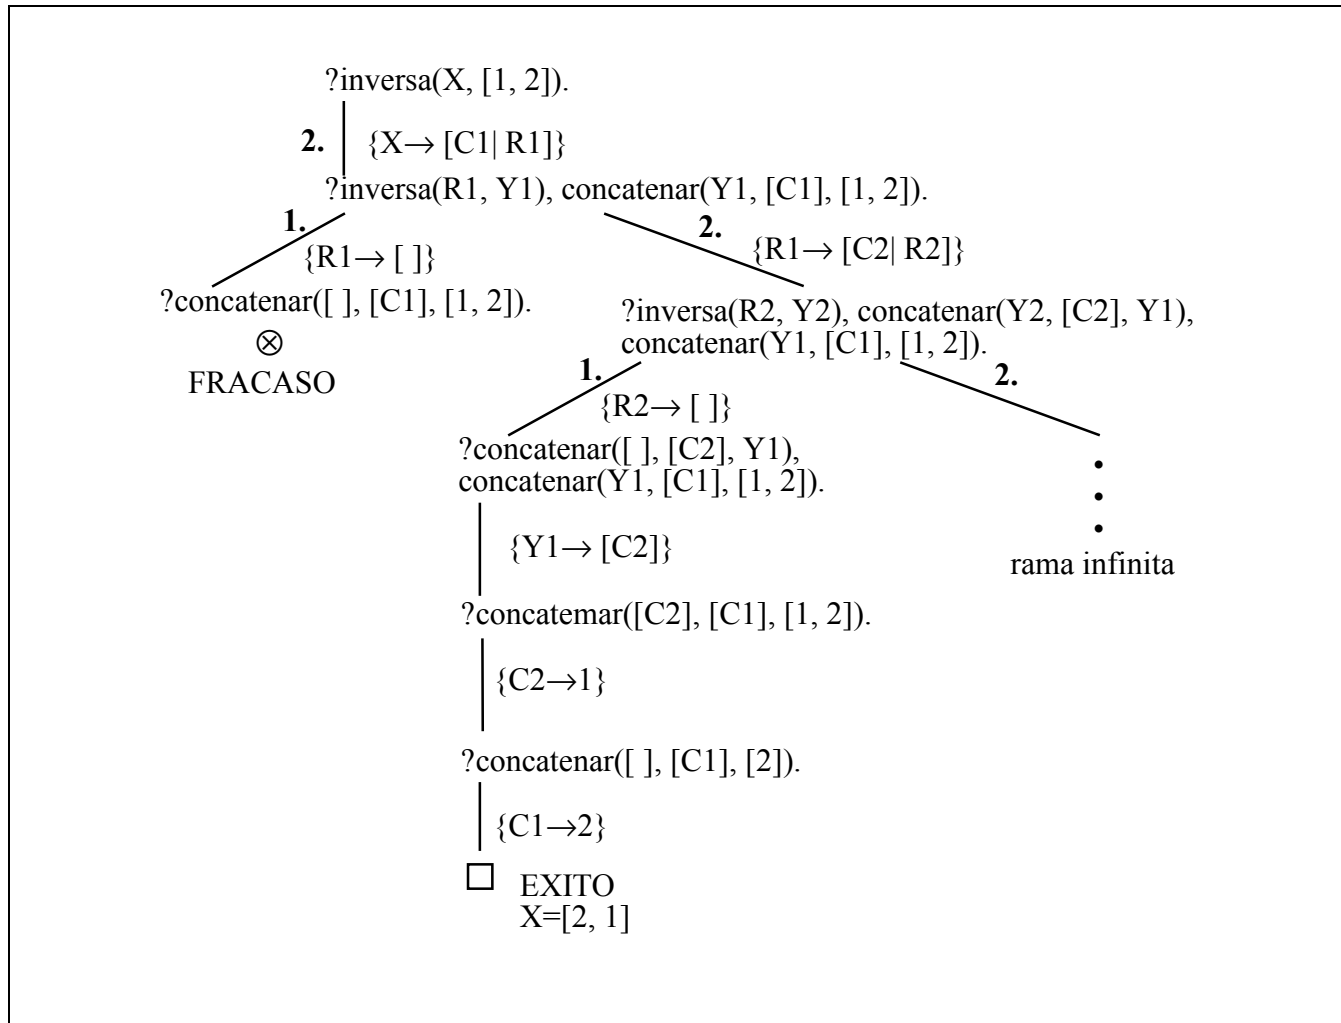 ?inversa(X, [1, 2]).
2. {X→ [C1| R1]}
?inversa(R1, Y1), concatenar(Y1, [C1], [1, 2]).
1.
{R1→ [ ]}
2.
{R1→ [C2| R2]}
?concatenar([ ], [C1], [1, 2]).
⊗
FRACASO
?inversa(R2, Y2), concatenar(Y2, [C2], Y1),
concatenar(Y1, [C1], [1, 2]).
1.
{R2→ [ ]}
2.
?concatenar([ ], [C2], Y1),
concatenar(Y1, [C1], [1, 2]).
rama infinita
{Y1→ [C2]}
?concatemar([C2], [C1], [1, 2]).
{C2→1}
?concatenar([ ], [C1], [2]).
{C1→2}
EXITO
X=[2, 1]